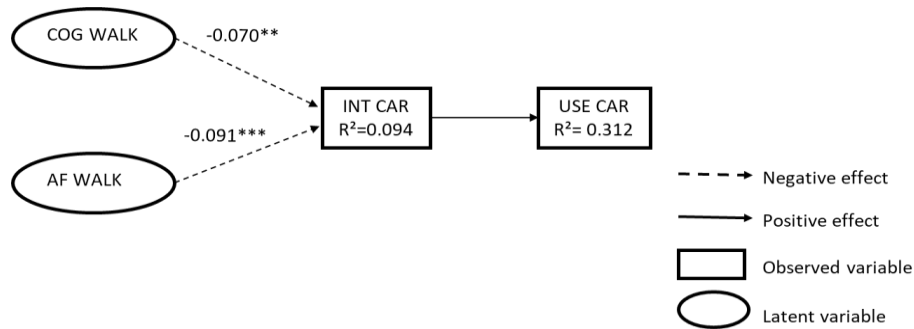 COG WALK
-0.070**
INT CAR
R²=0.094
USE CAR
R²= 0.312
-0.091***
AF WALK
Negative effect
Positive effect
Observed variable
Latent variable